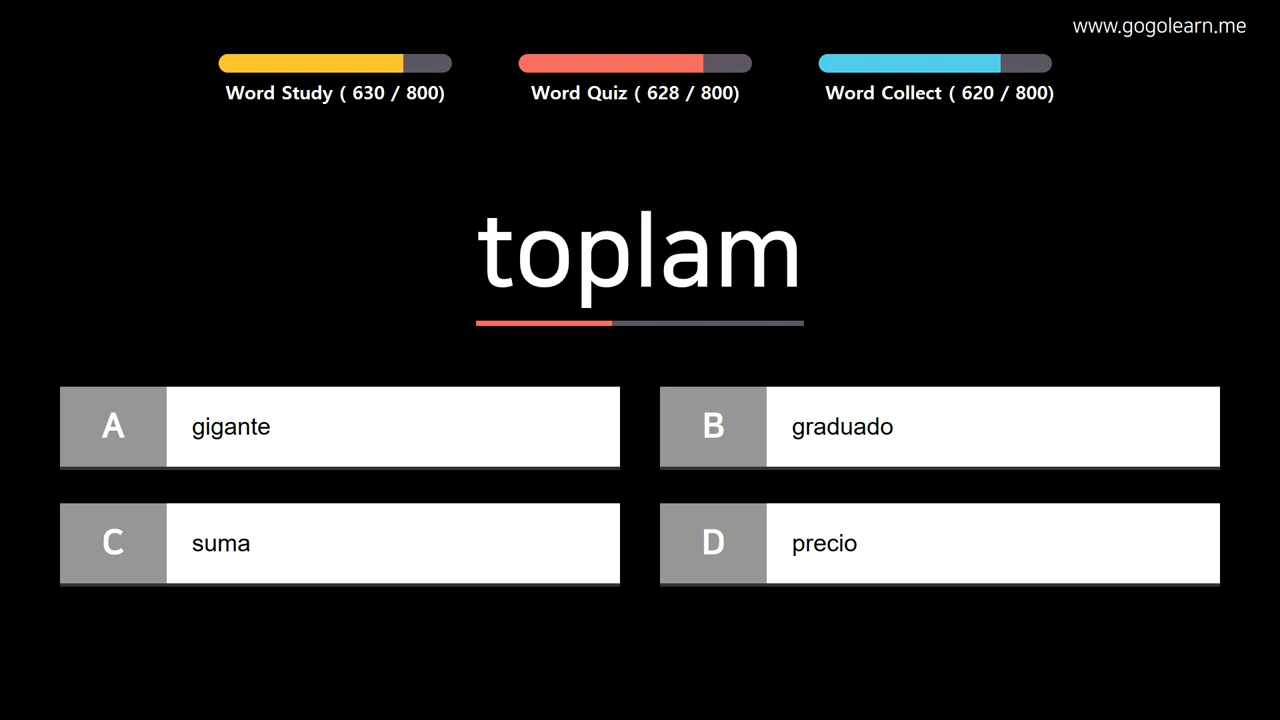 www.gogolearn.me
Word Study ( 630 / 800)
Word Quiz ( 628 / 800)
Word Collect ( 620 / 800)
toplam
A gigante
B graduado
C suma
D precio